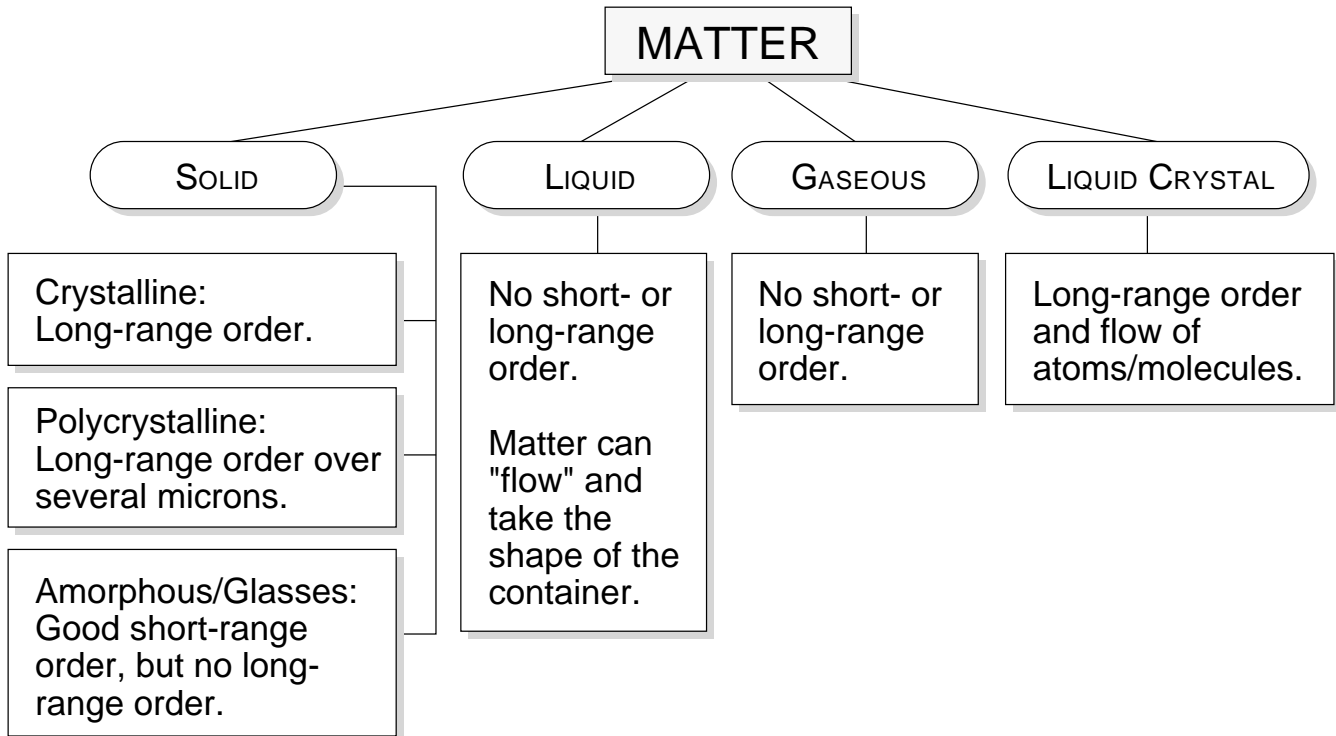 MATTER
SOLID
LIQUID
GASEOUS
LIQUID CRYSTAL
Crystalline:
Long-range order.
Polycrystalline:
Long-range order over
several microns.
Amorphous/Glasses:
Good short-range
order, but no long-
range order.
No short- or
long-range
order.
Matter can
"flow" and
take the
shape of the
container.
No short- or
long-range
order.
Long-range order
and flow of
atoms/molecules.